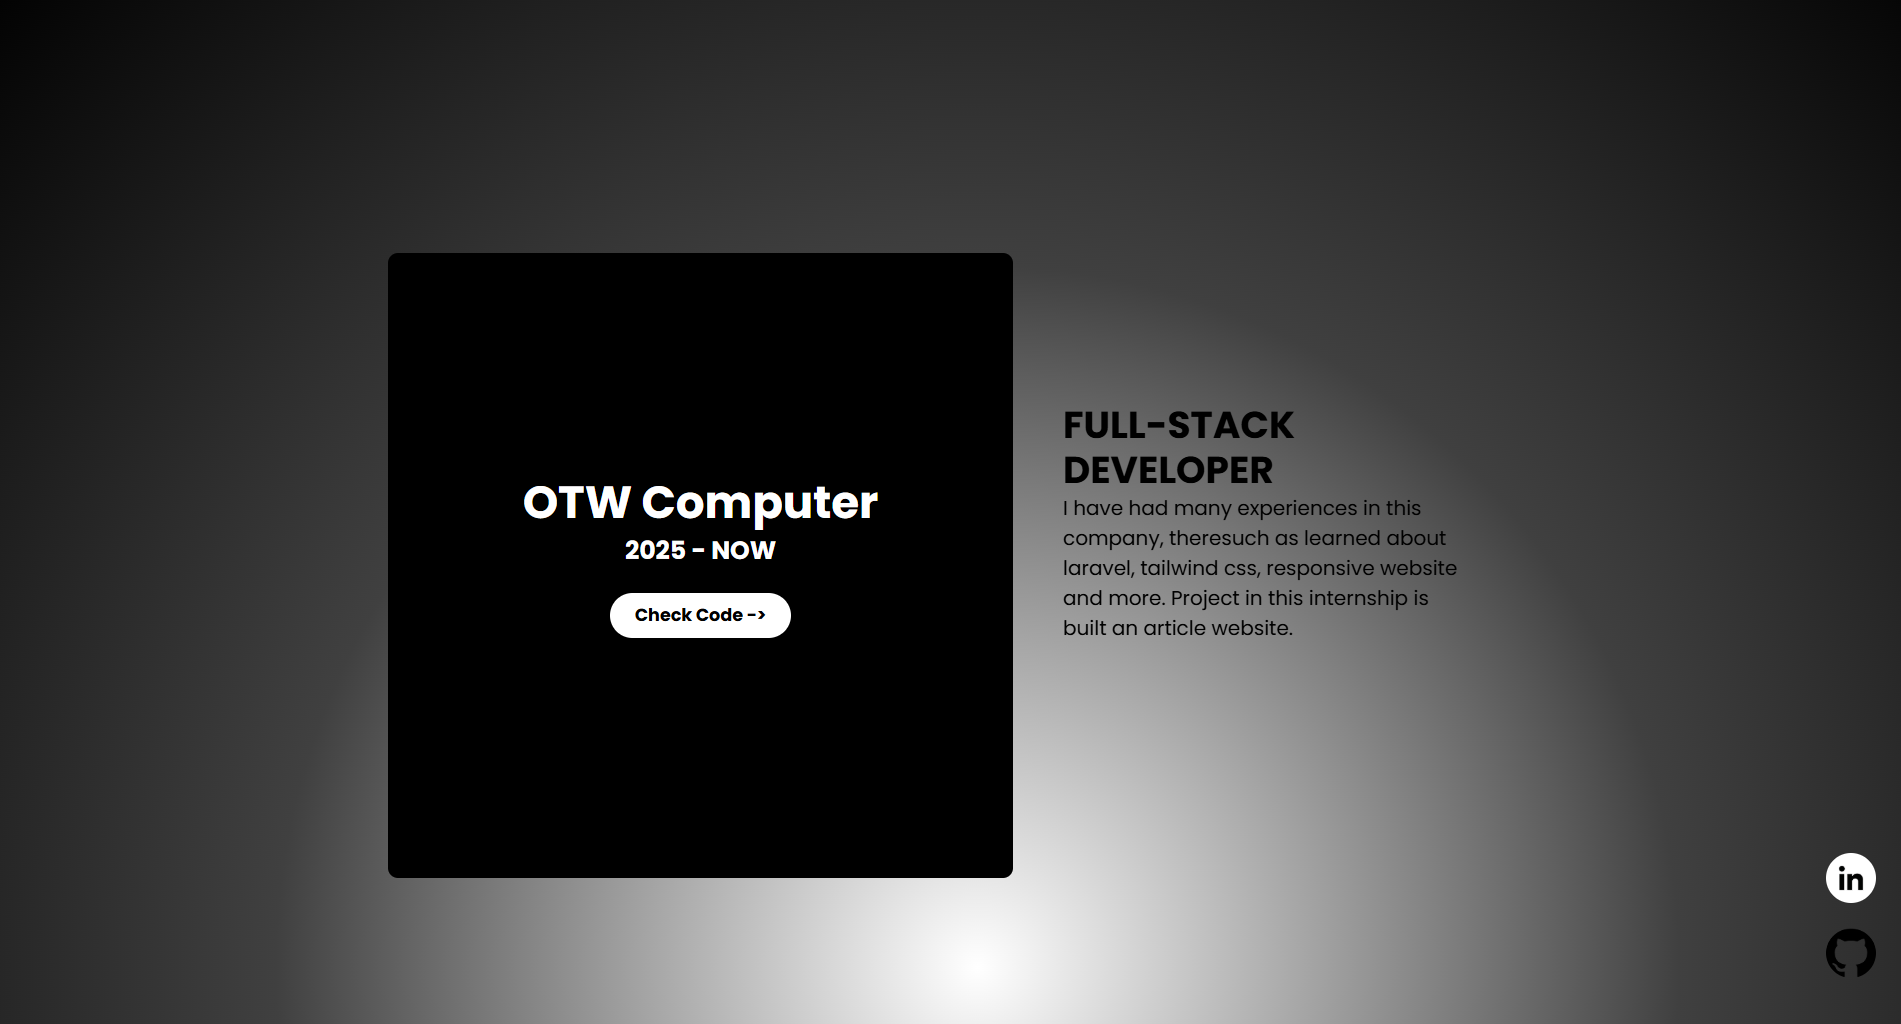 OTW Computer
2025 - NOW
Check Code ->
FULL-STACK
DEVELOPER
I have had many experiences in this
company, theresuch as learned about
laravel, tailwind css, responsive website
and more. Project in this internship is
built an article website.
in